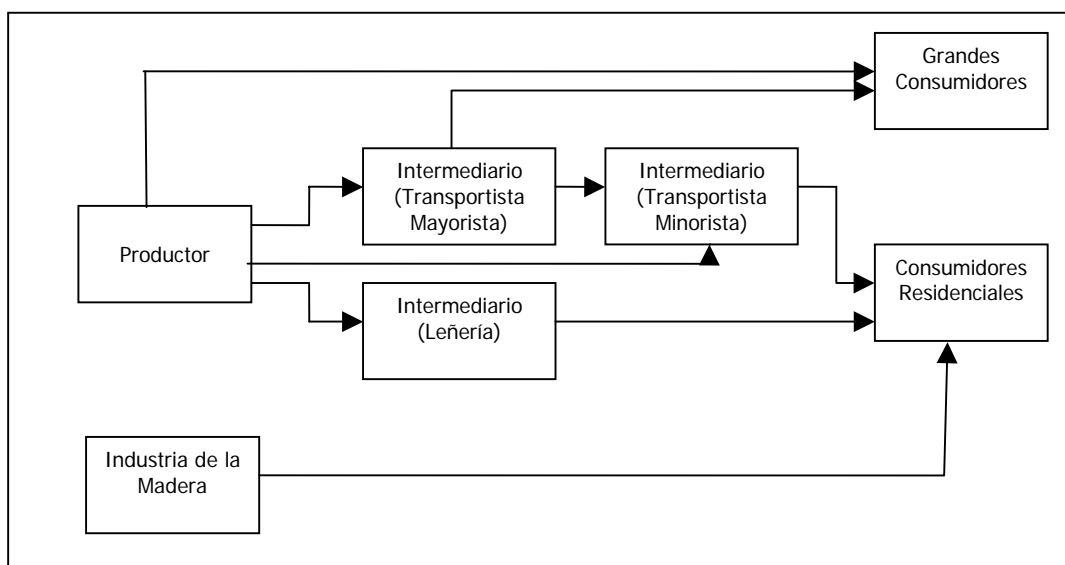 Grandes
Consumidores
Intermediario
(Transportista
Mayorista)
Intermediario
(Transportista
Minorista)
Productor
Consumidores
Residenciales
Intermediario
(Leñería)
Industria de la
Madera